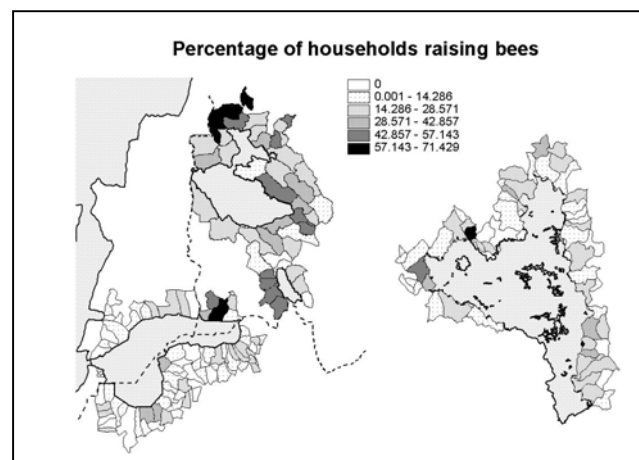 Percentage of households raising bees
0
0.001 - 14.286
14.286 - 28.571
28.571 - 42.857
42.857 - 57.143
57.143 - 71.429